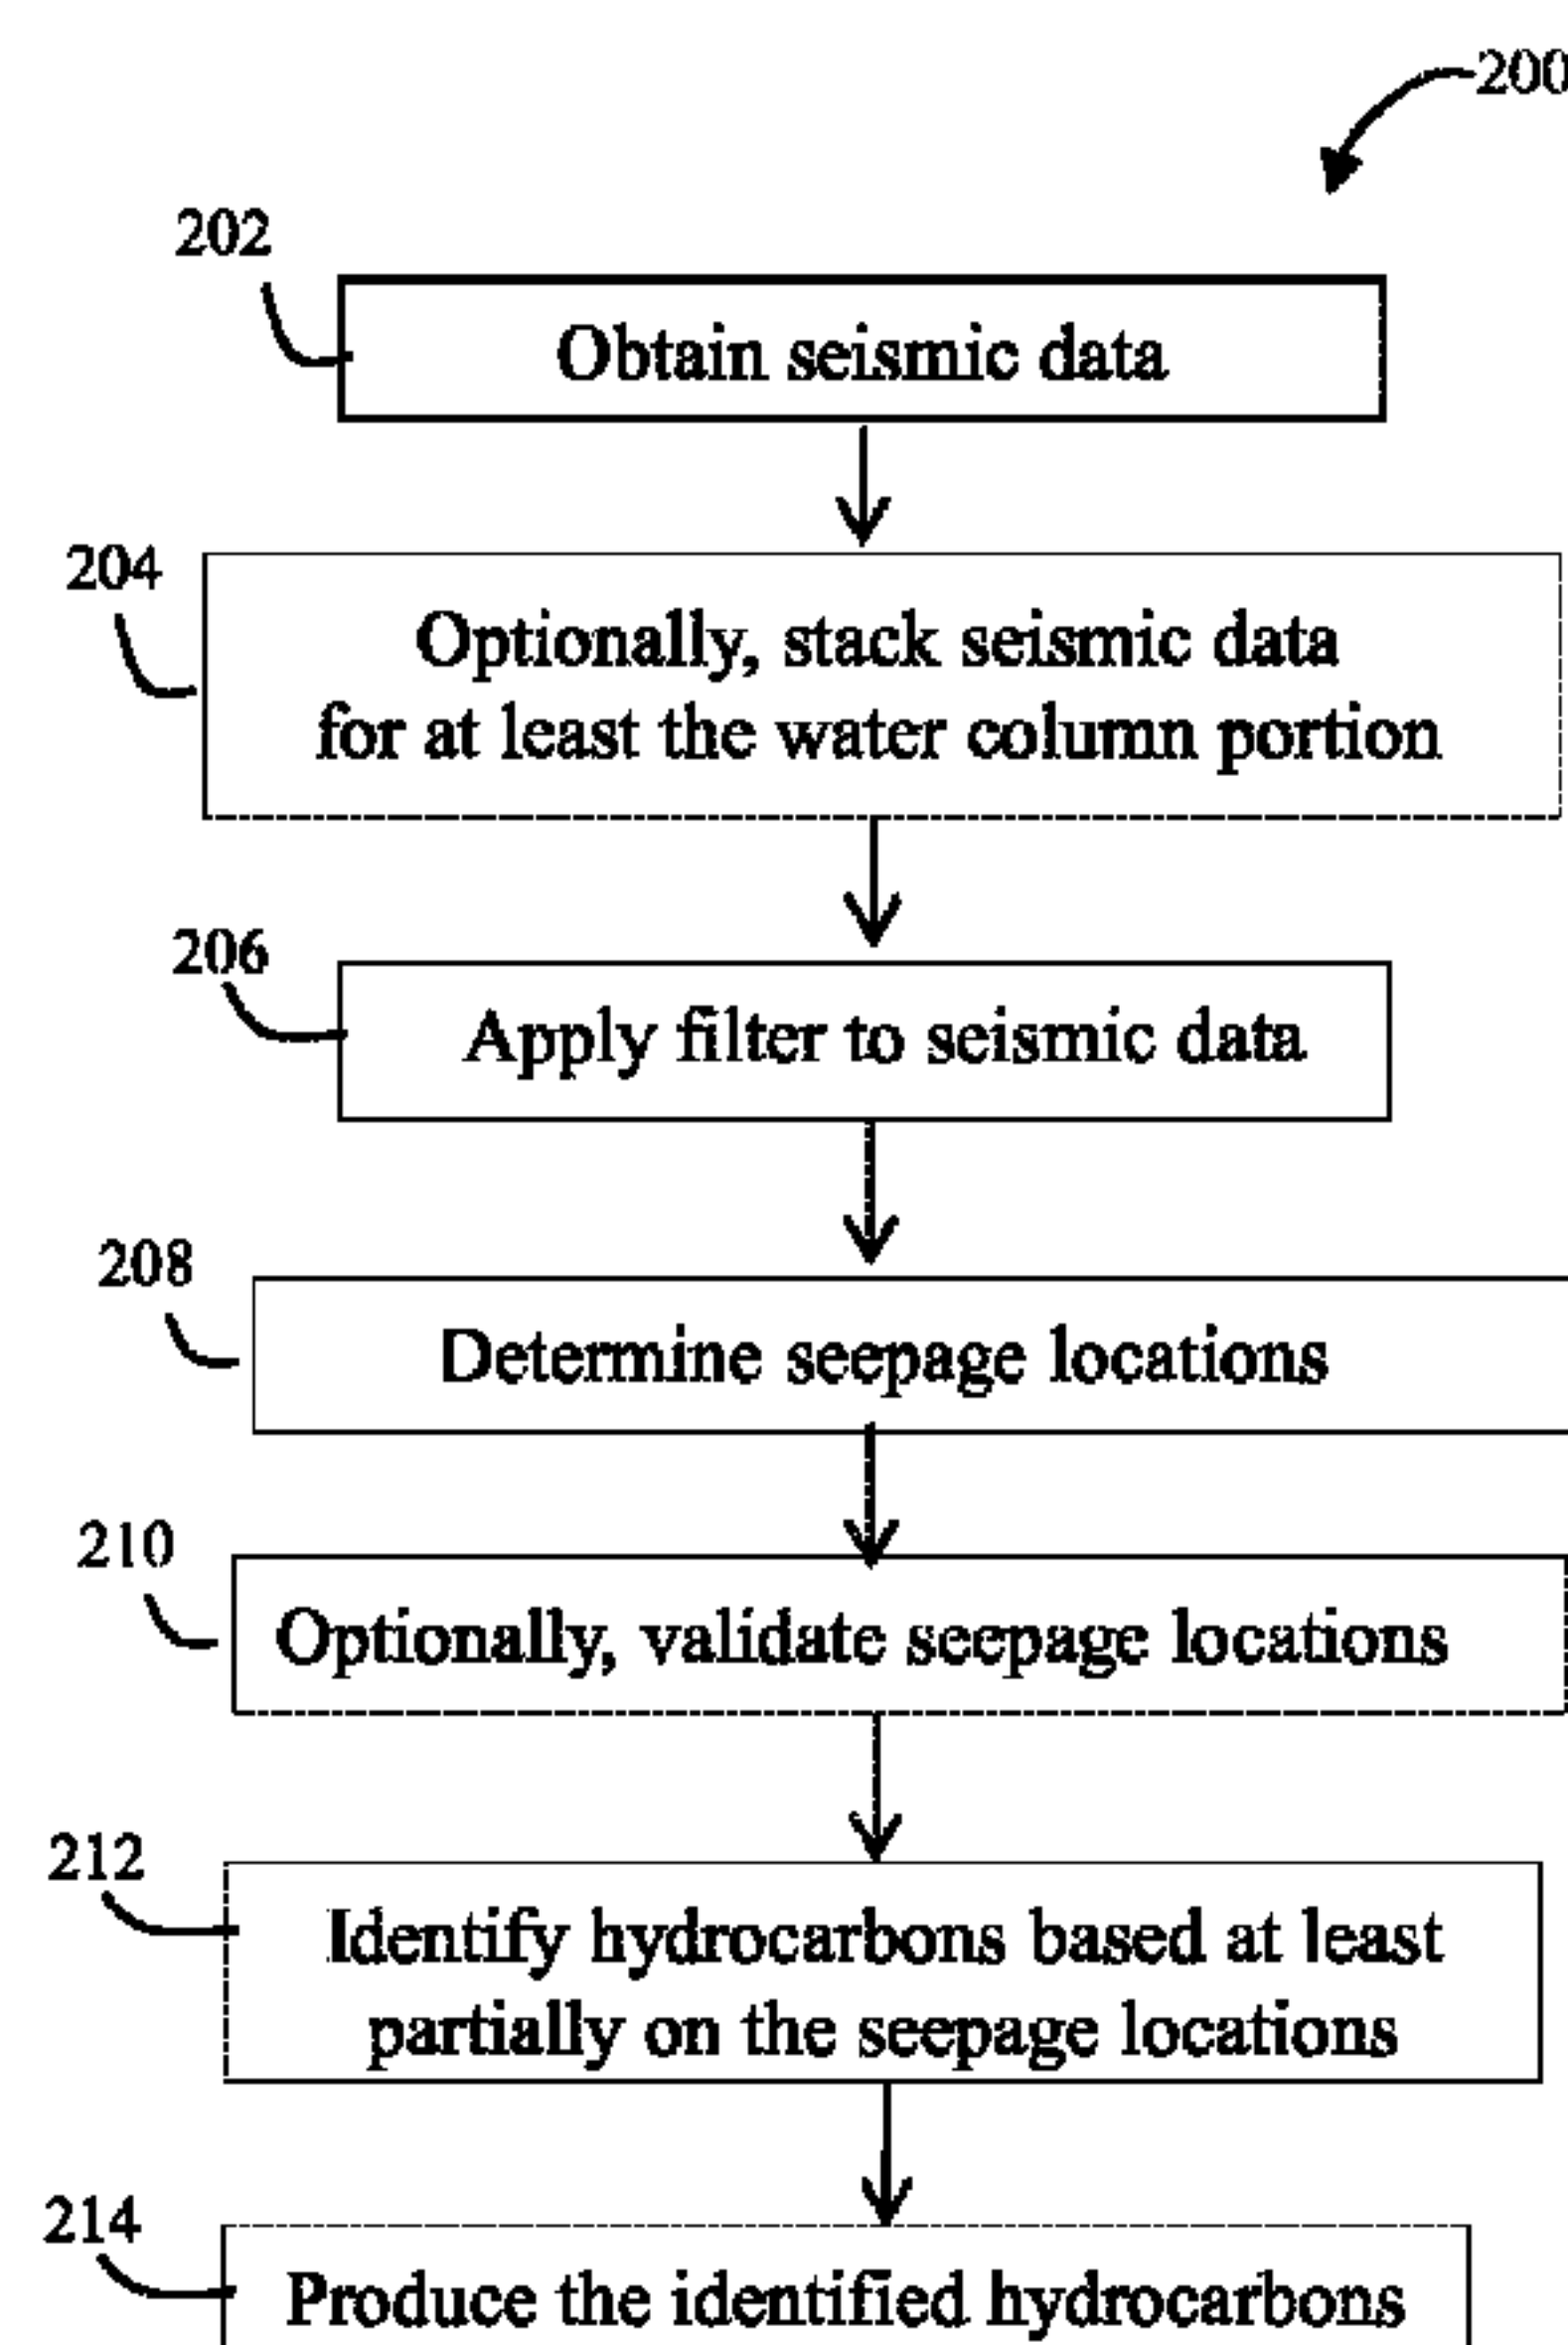 200
202
Obtain seismic data
204
Optionally, stack seismic data
for at least the water column portion
206
Apply filter to seismic data
208
Determine seepage locations
210
Optionally, validate seepage locations
212
Identify hydrocarbons based at least
partially on the seepage locations
214
Produce the identified hydrocarbons